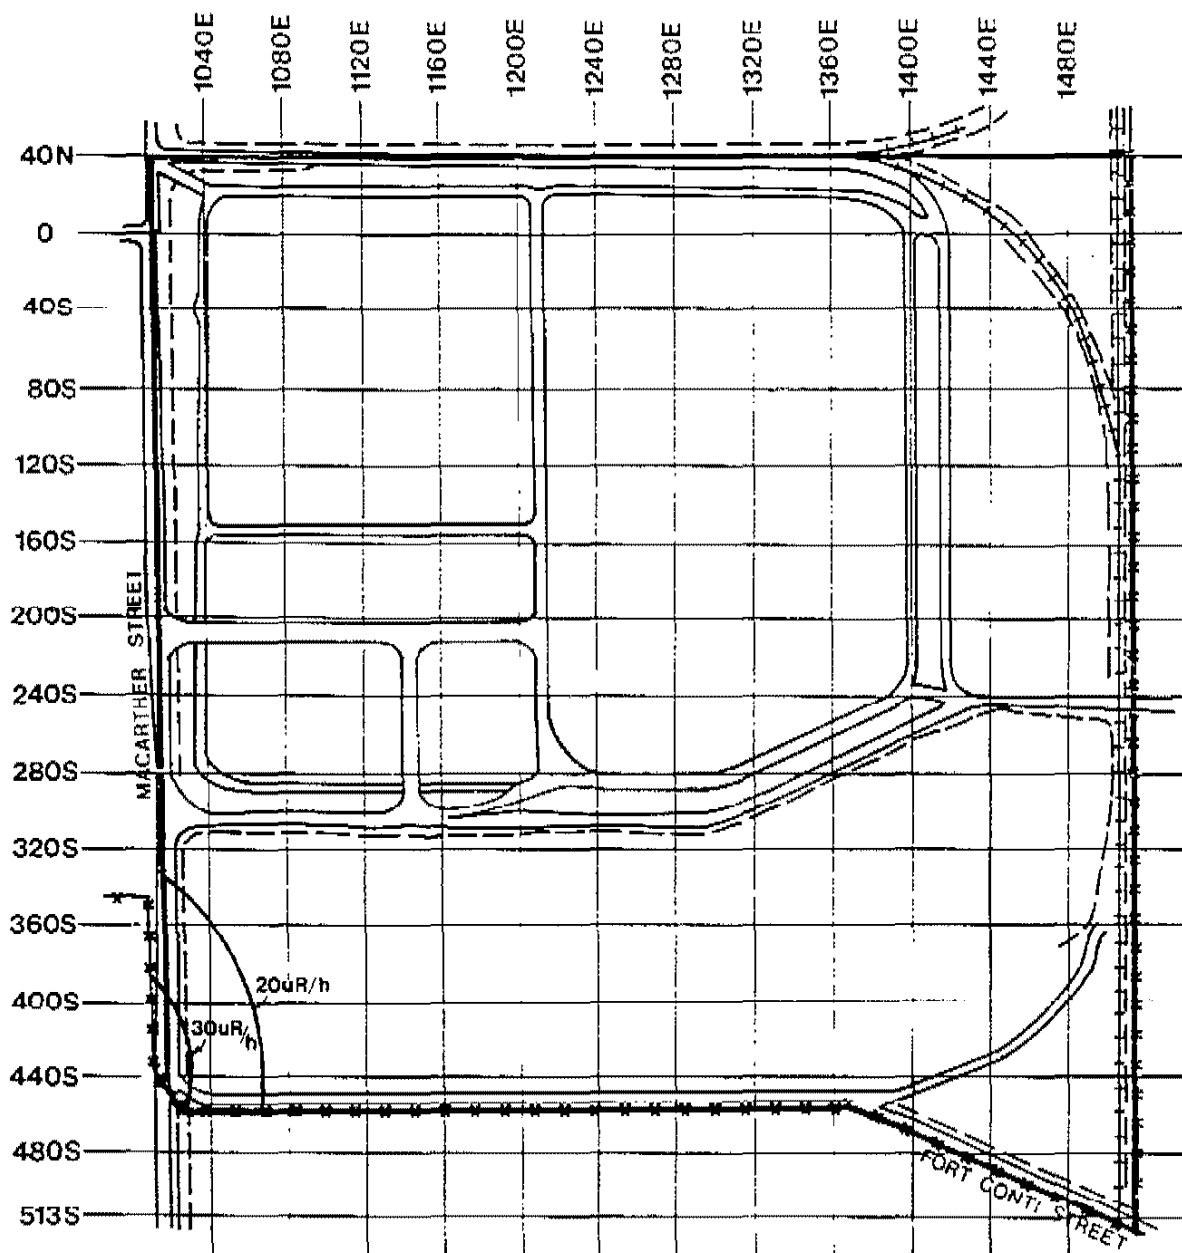 1040E
1080E
1120E
1160E
1200E
1240E
1280E
1320E
1360E
1400E
1440E
1480E
40N
0
40S
80S
120S
160S
200S
240S
280S
320S
360S
400S
440S
480S
513S
MACARTHER STREET
20uR/h
30uR/h
FORT CONTI STREET